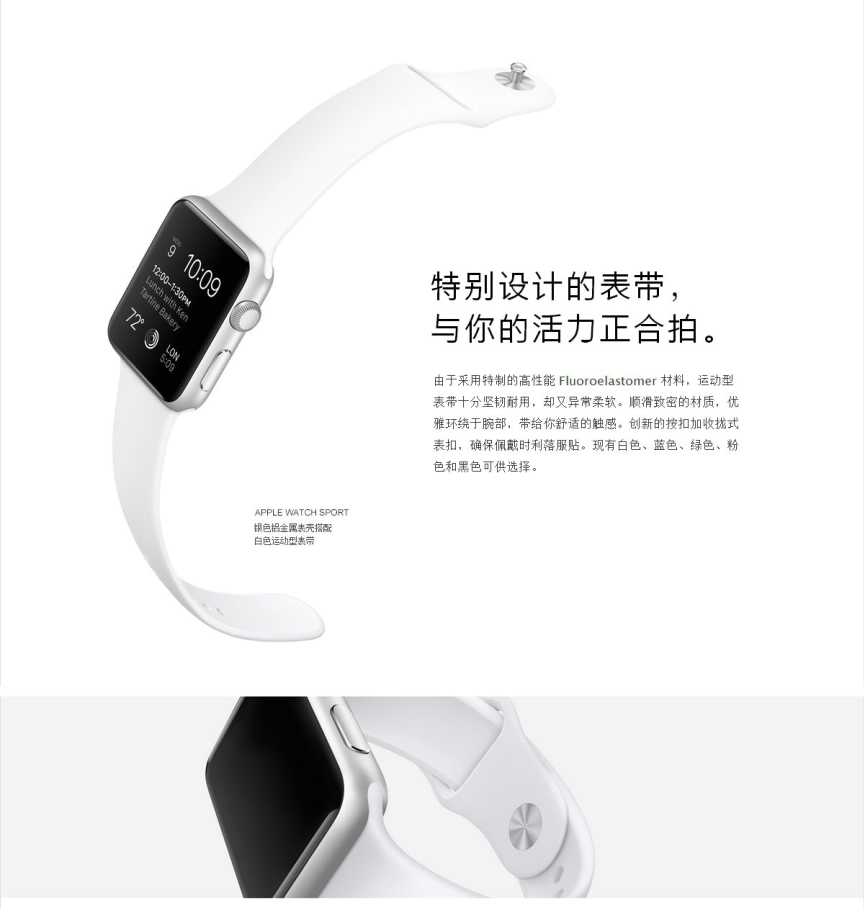 WED
9
10:09
12:00–1:30PM
Lunch with Ken
Tartine Bakery
72°
LON
5:09
特别设计的表带，
与你的活力正合拍。
由于采用特制的高性能 Fluoroelastomer 材料，运动型
表带十分坚韧耐用，却又异常柔软。顺滑致密的材质，优
雅环绕于腕部，带给你舒适的触感。创新的按扣加收拢式
表扣，确保佩戴时利落服贴。现有白色、蓝色、绿色、粉
色和黑色可供选择。
APPLE WATCH SPORT
银色铝金属表壳搭配
白色运动型表带